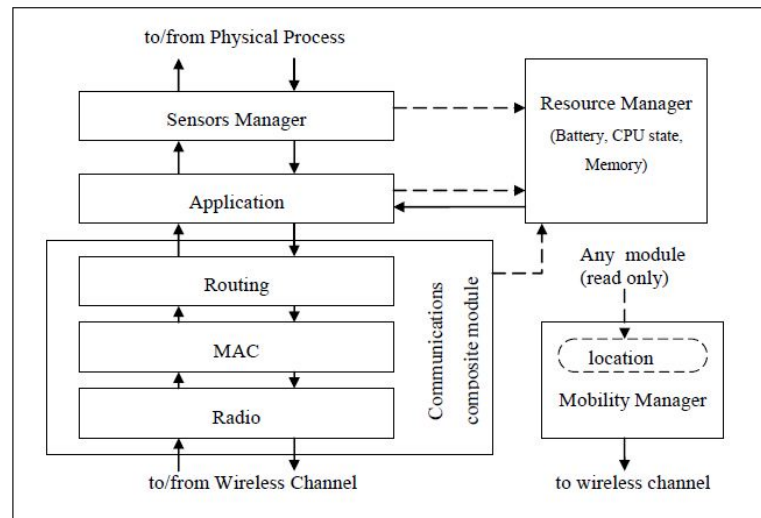 to/from Physical Process
Sensors Manager
Resource Manager
(Battery, CPU state,
Memory)
Application
Any module
(read only)
Routing
MAC
Radio
Communications
composite module
location
Mobility Manager
to/from Wireless Channel
to wireless channel